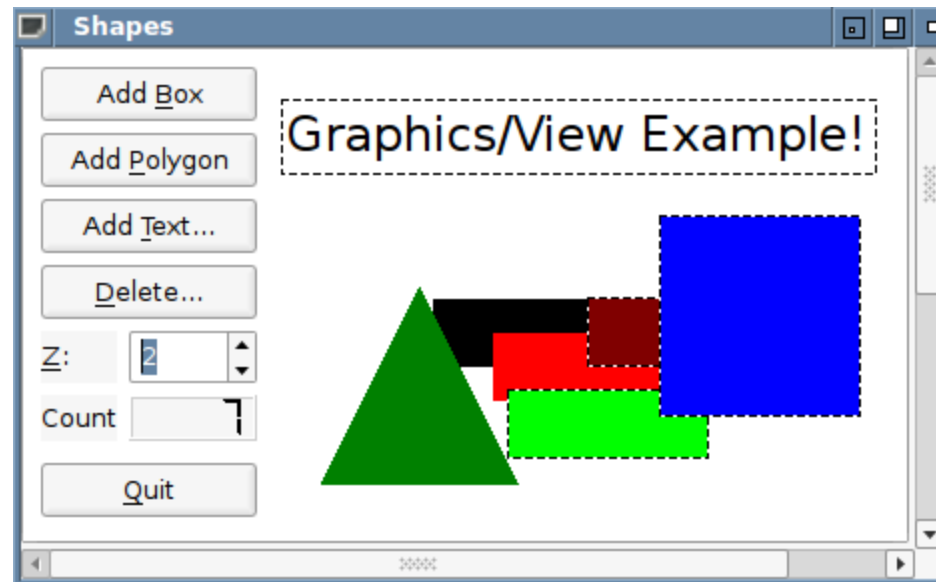 Shapes
Add Box
Graphics/View Example!
Add Polygon
Add Text...
Delete...
Z: 2
Count 7
Quit